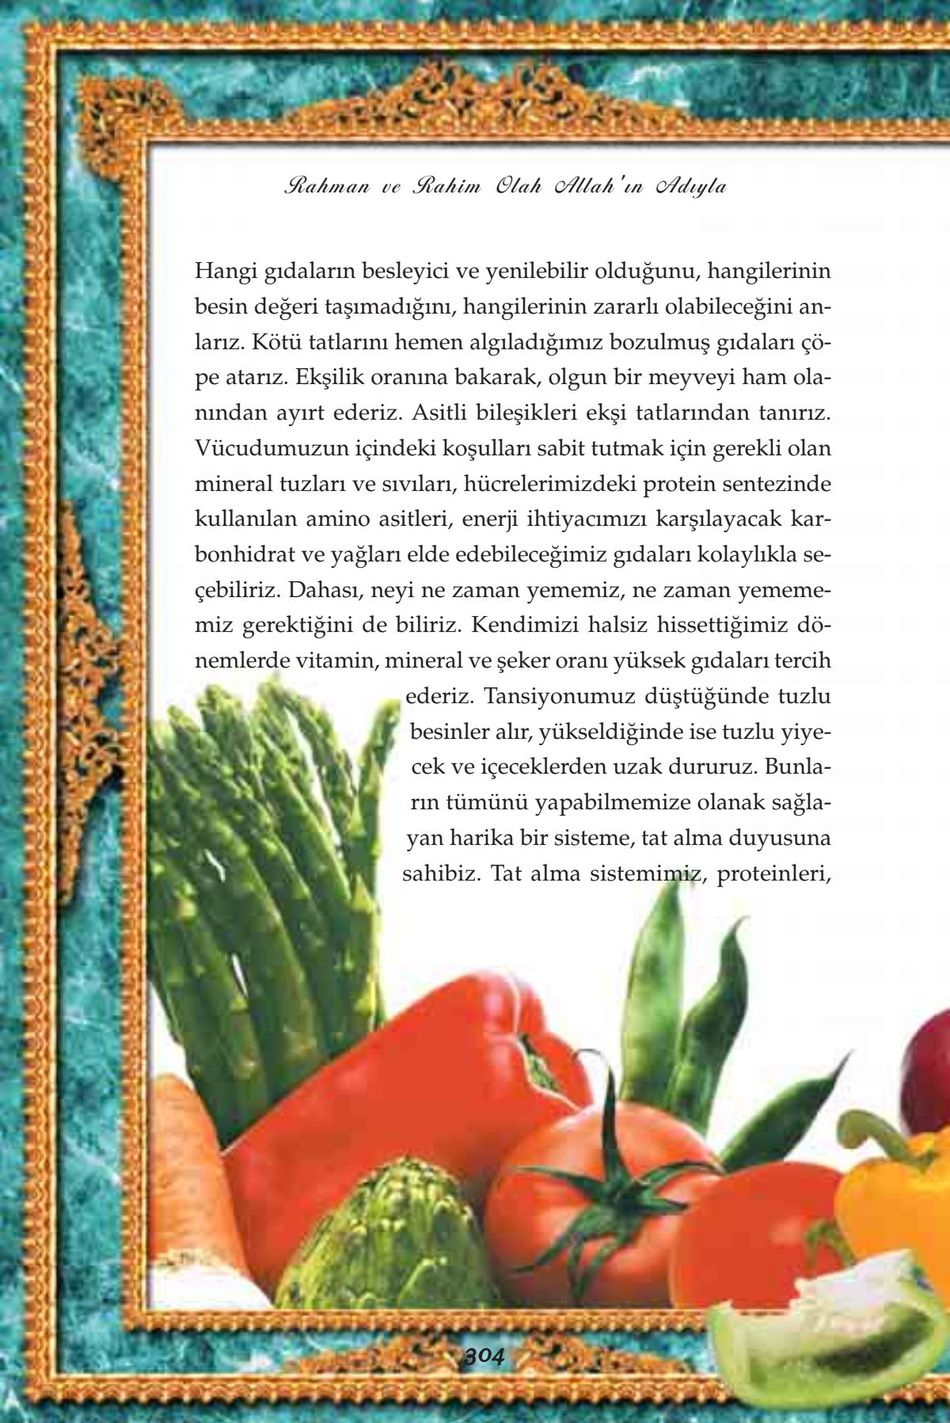 Rahman ve Rahim Olah Allah'ın Adıyla
Hangi gıdaların besleyici ve yenilebilir olduğunu, hangilerinin
besin değeri taşımadığını, hangilerinin zararlı olabileceğini an-
larız. Kötü tatlarını hemen algıladığımız bozulmuş gıdaları çö-
pe atarız. Ekşilik oranına bakarak, olgun bir meyveyi ham ola-
nından ayırt ederiz. Asitli bileşikleri ekşi tatlarından tanırız.
Vücudumuzun içindeki koşulları sabit tutmak için gerekli olan
mineral tuzları ve sıvıları, hücrelerimizdeki protein sentezinde
kullanılan amino asitleri, enerji ihtiyacımızı karşılayacak kar-
bonhidrat ve yağları elde edebileceğimiz gıdaları kolaylıkla se-
çebiliriz. Dahası, neyi ne zaman yememiz, ne zaman yememe-
miz gerektiğini de biliriz. Kendimizi halsiz hissettiğimiz dö-
nemlerde vitamin, mineral ve şeker oranı yüksek gıdaları tercih
ederiz. Tansiyonumuz düştüğünde tuzlu
besinler alır, yükseldiğinde ise tuzlu yiye-
cek ve içeceklerden uzak dururuz. Bunla-
rın tümünü yapabilmemize olanak sağla-
yan harika bir sisteme, tat alma duyusuna
sahibiz. Tat alma sistemimiz, proteinleri,
304